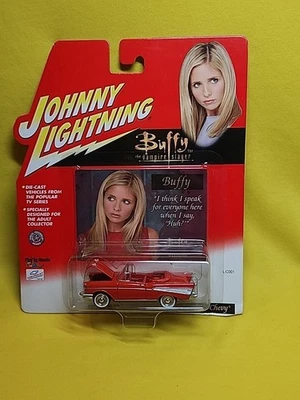 JOHNNY
LIGHTNING
Buffy
the vampire slayer
• DIE-CAST
VEHICLES FROM
THE POPULAR
TV SERIES
• SPECIALLY
DESIGNED FOR
THE ADULT
COLLECTOR
Buffy
"I think I speak
for everyone here
when I say,
Huh?"
Chevy